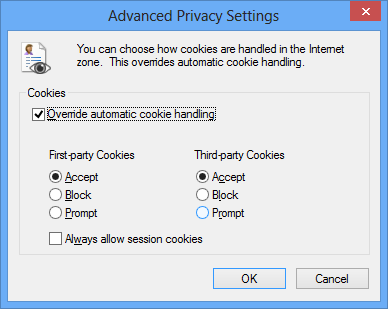 Advanced Privacy Settings
You can choose how cookies are handled in the Internet
zone. This overrides automatic cookie handling.
Cookies
Override automatic cookie handling
First-party Cookies Third-party Cookies
Accept Accept
Block Block
Prompt Prompt
Always allow session cookies
OK Cancel